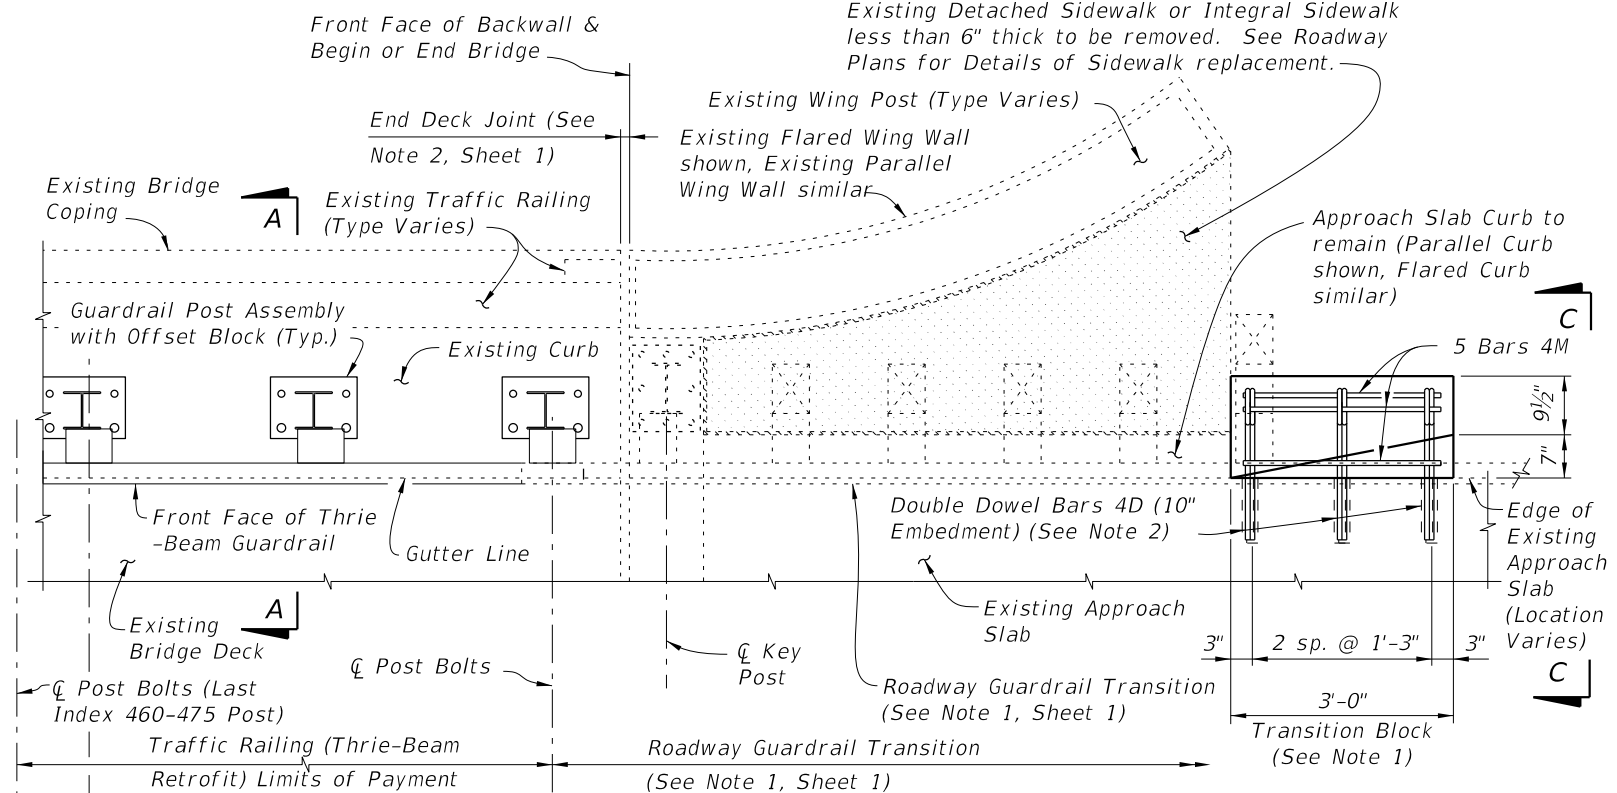 Front Face of Backwall &
Begin or End Bridge
Existing Detached Sidewalk or Integral Sidewalk
less than 6" thick to be removed.  See Roadway
Plans for Details of Sidewalk replacement.
Existing Wing Post (Type Varies)
End Deck Joint (See
Note 2, Sheet 1)
Existing Flared Wing Wall
shown, Existing Parallel
Wing Wall similar
Existing Bridge
Coping
A
Existing Traffic Railing
(Type Varies)
Approach Slab Curb to
remain (Parallel Curb
shown, Flared Curb
similar)
C
Guardrail Post Assembly
with Offset Block (Typ.)
Existing Curb
5 Bars 4M
9½"
7"
Front Face of Thrie
-Beam Guardrail
Gutter Line
Double Dowel Bars 4D (10"
Embedment) (See Note 2)
Edge of
Existing
Approach
Slab
(Location
Varies)
A
Existing
Bridge Deck
Existing Approach
Slab
3"
2 sp. @ 1'-3"
3"
℄ Post Bolts
℄ Key
Post
C
℄ Post Bolts (Last
Index 460-475 Post)
Roadway Guardrail Transition
(See Note 1, Sheet 1)
3'-0"
Transition Block
(See Note 1)
Traffic Railing (Thrie-Beam
Retrofit) Limits of Payment
Roadway Guardrail Transition
(See Note 1, Sheet 1)